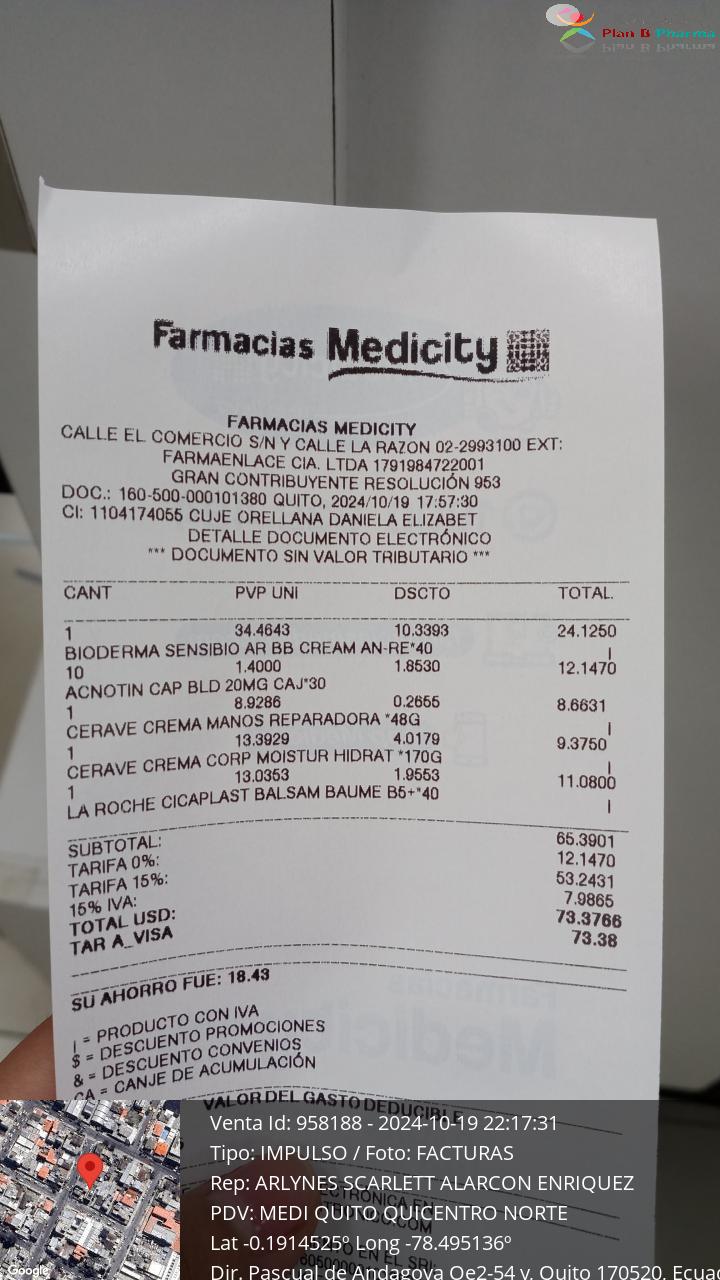 Plan B Pharma
Farmacias Medicity
FARMACIAS MEDICITY
CALLE EL COMERCIO S/N Y CALLE LA RAZON 02-2993100 EXT:
FARMAENLACE CIA. LTDA 1791984722001
GRAN CONTRIBUYENTE RESOLUCIÓN 953
DOC.: 160-500-000101380 QUITO, 2024/10/19 17:57:30
CI: 1104174055 CUJE ORELLANA DANIELA ELIZABET
DETALLE DOCUMENTO ELECTRÓNICO
*** DOCUMENTO SIN VALOR TRIBUTARIO ***
CANT PVP UNI DSCTO TOTAL.
1 34.4643 10.3393 24.1250
BIODERMA SENSIBIO AR BB CREAM AN-RE*40 |
10 1.4000 1.8530 12.1470
ACNOTIN CAP BLD 20MG CAJ*30
1 8.9286 0.2655 8.6631
CERAVE CREMA MANOS REPARADORA *48G |
1 13.3929 4.0179 9.3750
CERAVE CREMA CORP MOISTUR HIDRAT *170G |
1 13.0353 1.9553 11.0800
LA ROCHE CICAPLAST BALSAM BAUME B5+*40 |
SUBTOTAL: 65.3901
TARIFA 0%: 12.1470
TARIFA 15%: 53.2431
15% IVA: 7.9865
TOTAL USD: 73.3766
TAR A_VISA 73.38
SU AHORRO FUE: 18.43
| = PRODUCTO CON IVA
$ = DESCUENTO PROMOCIONES
& = DESCUENTO CONVENIOS
CA = CANJE DE ACUMULACIÓN
VALOR DEL GASTO DEDUCIBLE
Venta Id: 958188 - 2024-10-19 22:17:31
Tipo: IMPULSO / Foto: FACTURAS
Rep: ARLYNES SCARLETT ALARCON ENRIQUEZ
PDV: MEDI QUITO QUICENTRO NORTE
Lat -0.1914525º Long -78.495136º
Dir. Pascual de Andagoya Oe2-54 y, Quito 170520, Ecua
Google